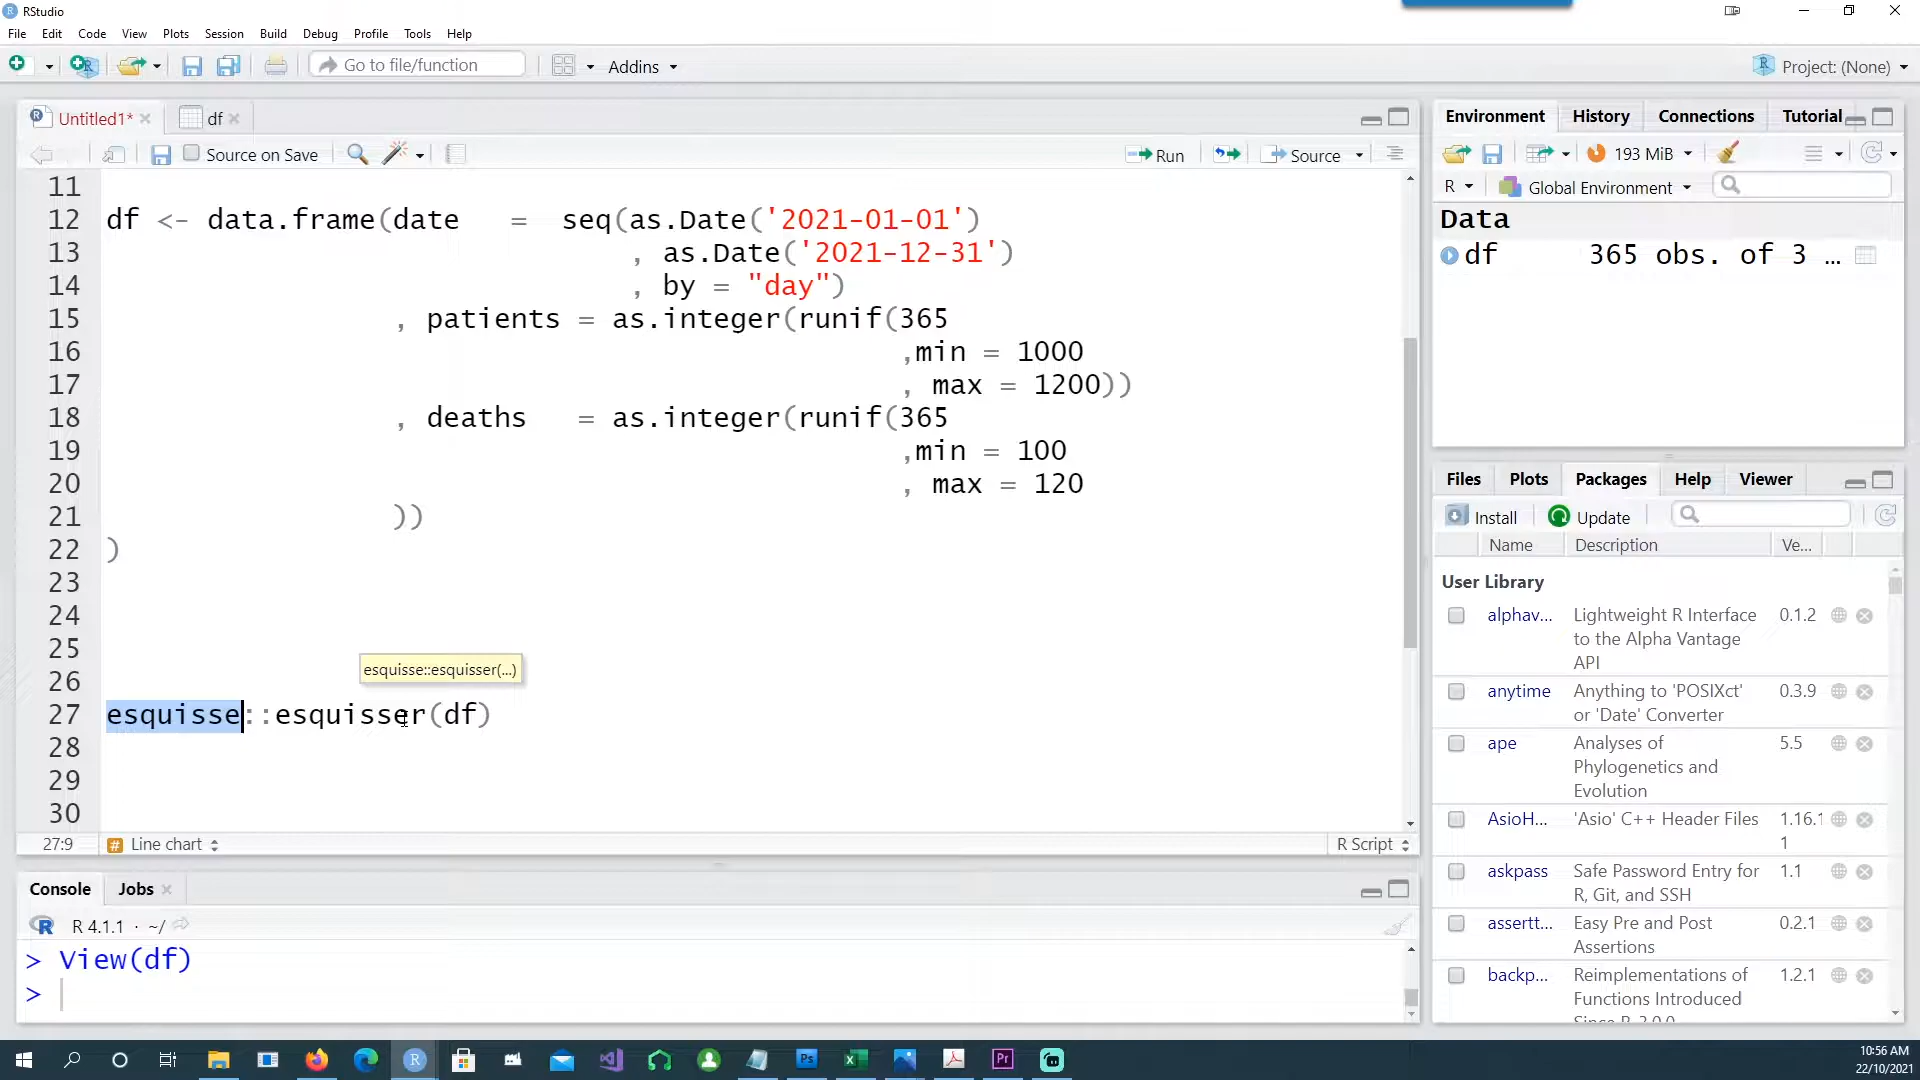 RStudio
File Edit Code View Plots Session Build Debug Profile Tools Help
Go to file/function Addins Project: (None)
Untitled1* df
Source on Save Run Source
11
12 df <- data.frame(date = seq(as.Date('2021-01-01')
13 , as.Date('2021-12-31')
14 , by = "day")
15 , patients = as.integer(runif(365
16 ,min = 1000
17 , max = 1200))
18 , deaths = as.integer(runif(365
19 ,min = 100
20 , max = 120
21 ))
22 )
23
24
25
26
esquisse::esquisser(...)
27 esquisse::esquisser(df)
28
29
30
27:9 # Line chart R Script
Console Jobs
R 4.1.1 · ~/
> View(df)
>
Environment History Connections Tutorial
193 MiB
R Global Environment
Data
df 365 obs. of 3 ...
Files Plots Packages Help Viewer
Install Update
Name Description Ve...
User Library
alphav... Lightweight R Interface 0.1.2
to the Alpha Vantage
API
anytime Anything to 'POSIXct' 0.3.9
or 'Date' Converter
ape Analyses of 5.5
Phylogenetics and
Evolution
AsioH... 'Asio' C++ Header Files 1.16.1
1
askpass Safe Password Entry for 1.1
R, Git, and SSH
assertt... Easy Pre and Post 0.2.1
Assertions
backp... Reimplementations of 1.2.1
Functions Introduced
Since R-3.0.0
10:56 AM
22/10/2021